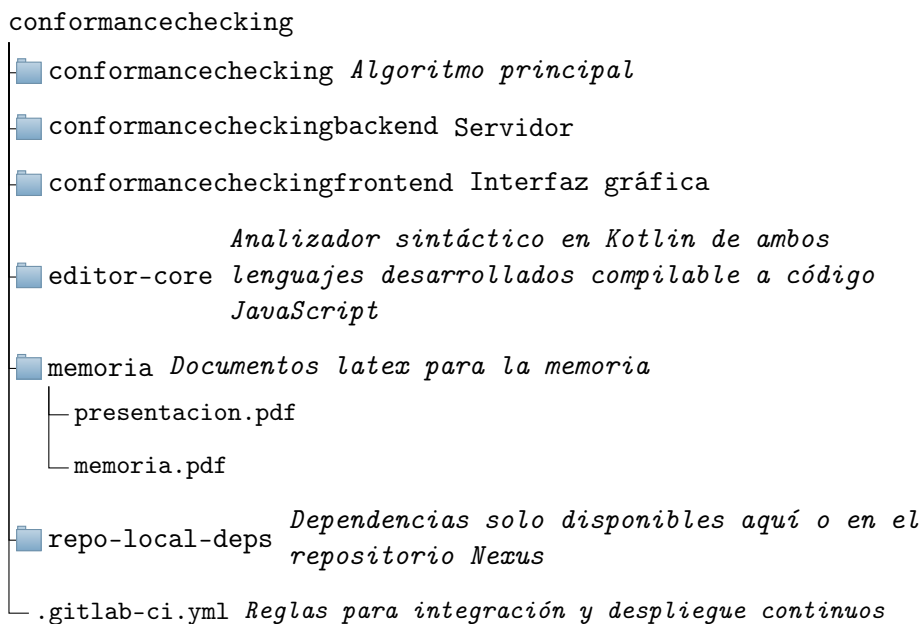 conformancechecking
conformancechecking Algoritmo principal
conformancecheckingbackend Servidor
conformancecheckingfrontend Interfaz gráfica
Analizador sintáctico en Kotlin de ambos
editor-core lenguajes desarrollados compilable a código
JavaScript
memoria Documentos latex para la memoria
presentacion.pdf
memoria.pdf
Dependencias solo disponibles aquí o en el
repo-local-deps
repositorio Nexus
.gitlab-ci.yml Reglas para integración y despliegue continuos